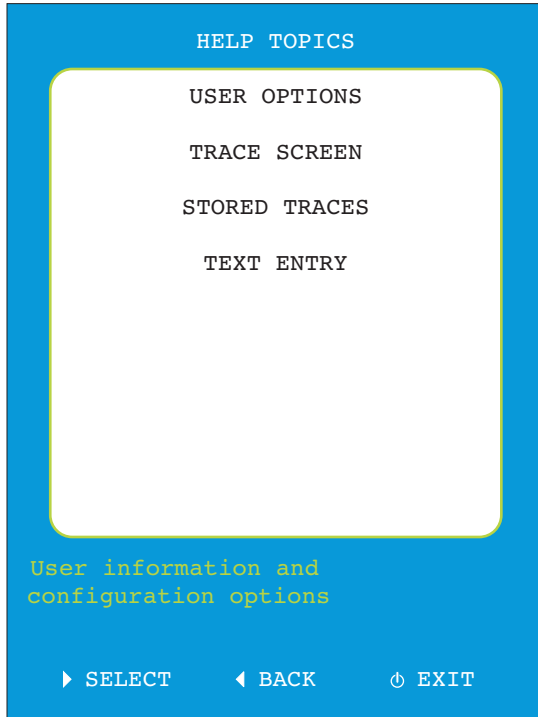 HELP TOPICS
USER OPTIONS
TRACE SCREEN
STORED TRACES
TEXT ENTRY
User information and
configuration options
SELECT BACK EXIT